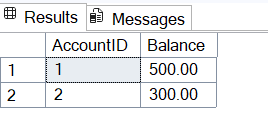 Results Messages
AccountID Balance
1 1 500.00
2 2 300.00